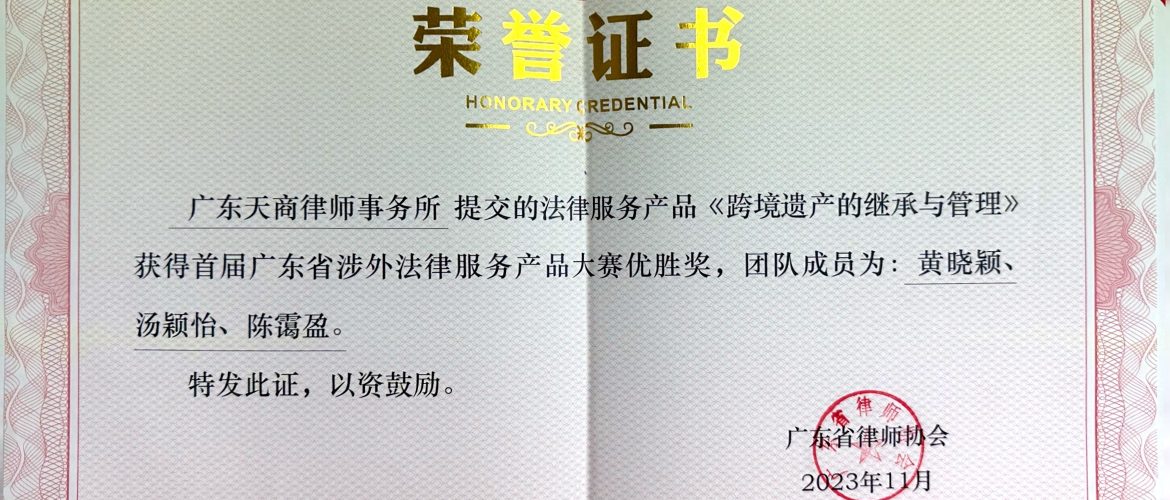 荣誉证书
HONORARY CREDENTIAL
广东天商律师事务所 提交的法律服务产品《跨境遗产的继承与管理》
获得首届广东省涉外法律服务产品大赛优胜奖，团队成员为：黄晓颖、
汤颖怡、陈霭盈。
特发此证，以资鼓励。
广东省律师协会
2023年11月